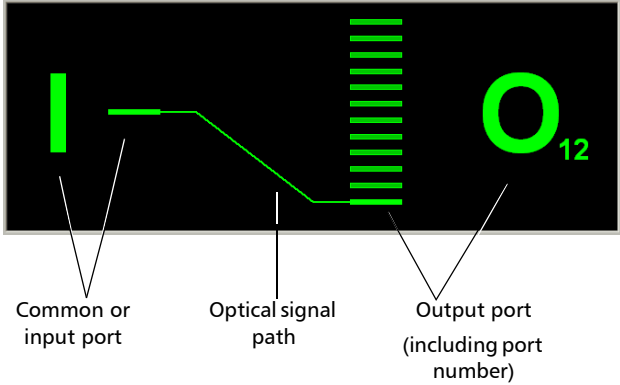 I
O
12
Common or
input port
Optical signal
path
Output port
(including port
number)